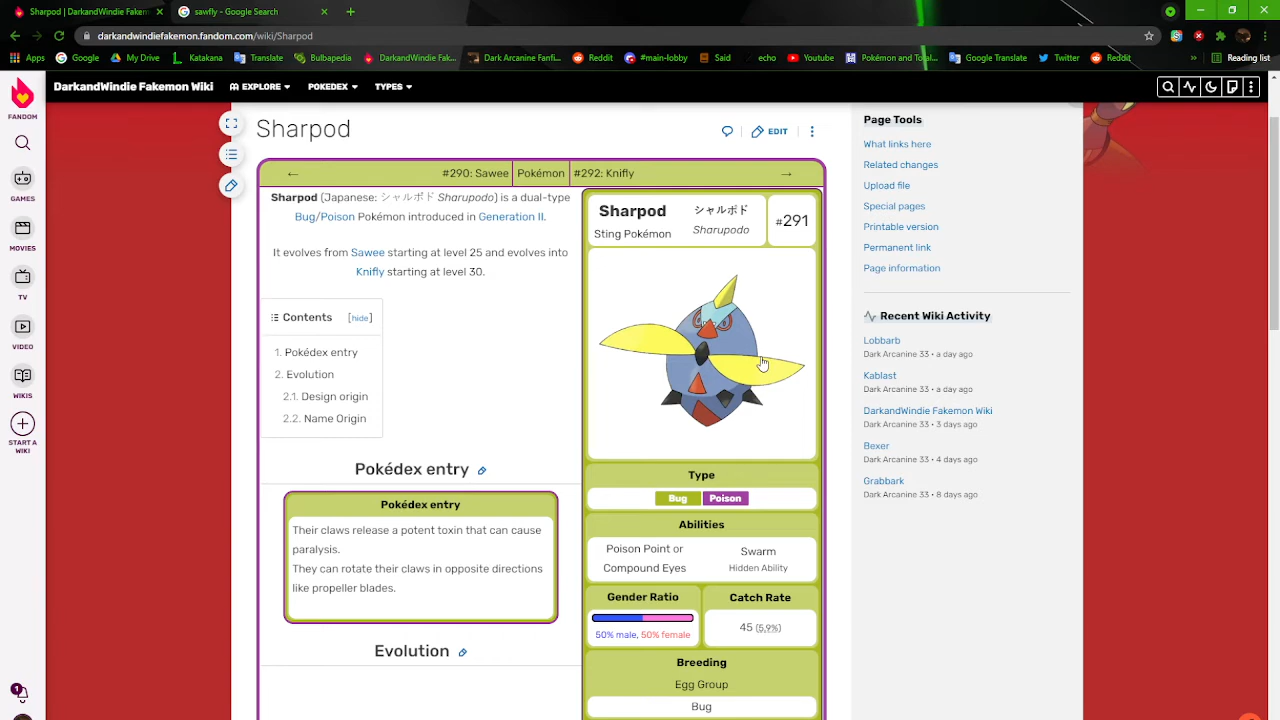 Sharpod | DarkandWindie Fakem
sawfly - Google Search
darkandwindiefakemon.fandom.com/wiki/Sharpod
Apps
Google
My Drive
Katakana
Translate
Bulbapedia
DarkandWindie Fak...
Dark Arcanine Fanfi...
Reddit
#main-lobby
Said
echo
YouTube
Pokémon and Total...
Google Translate
Twitter
Reddit
»
Reading list
FANDOM
GAMES
MOVIES
TV
VIDEO
WIKIS
START A
WIKI
1
DarkandWindie Fakemon Wiki
EXPLORE
POKEDEX
TYPES
Sharpod
EDIT
← #290: Sawee
Pokémon
#292: Knifly →
Sharpod (Japanese: シャルポド Sharupodo) is a dual-type
Bug/Poison Pokémon introduced in Generation II.
It evolves from Sawee starting at level 25 and evolves into
Knifly starting at level 30.
Contents [hide]
1. Pokédex entry
2. Evolution
2.1. Design origin
2.2. Name Origin
Pokédex entry
Pokédex entry
Their claws release a potent toxin that can cause
paralysis.
They can rotate their claws in opposite directions
like propeller blades.
Evolution
Sharpod
Sting Pokémon
シャルポド
Sharupodo
#291
Type
Bug Poison
Abilities
Poison Point or
Compound Eyes
Swarm
Hidden Ability
Gender Ratio
50% male, 50% female
Catch Rate
45 (5.9%)
Breeding
Egg Group
Bug
Page Tools
What links here
Related changes
Upload file
Special pages
Printable version
Permanent link
Page information
Recent Wiki Activity
Lobbarb
Dark Arcanine 33 • a day ago
Kablast
Dark Arcanine 33 • a day ago
DarkandWindie Fakemon Wiki
Dark Arcanine 33 • 3 days ago
Bexer
Dark Arcanine 33 • 4 days ago
Grabbark
Dark Arcanine 33 • 8 days ago